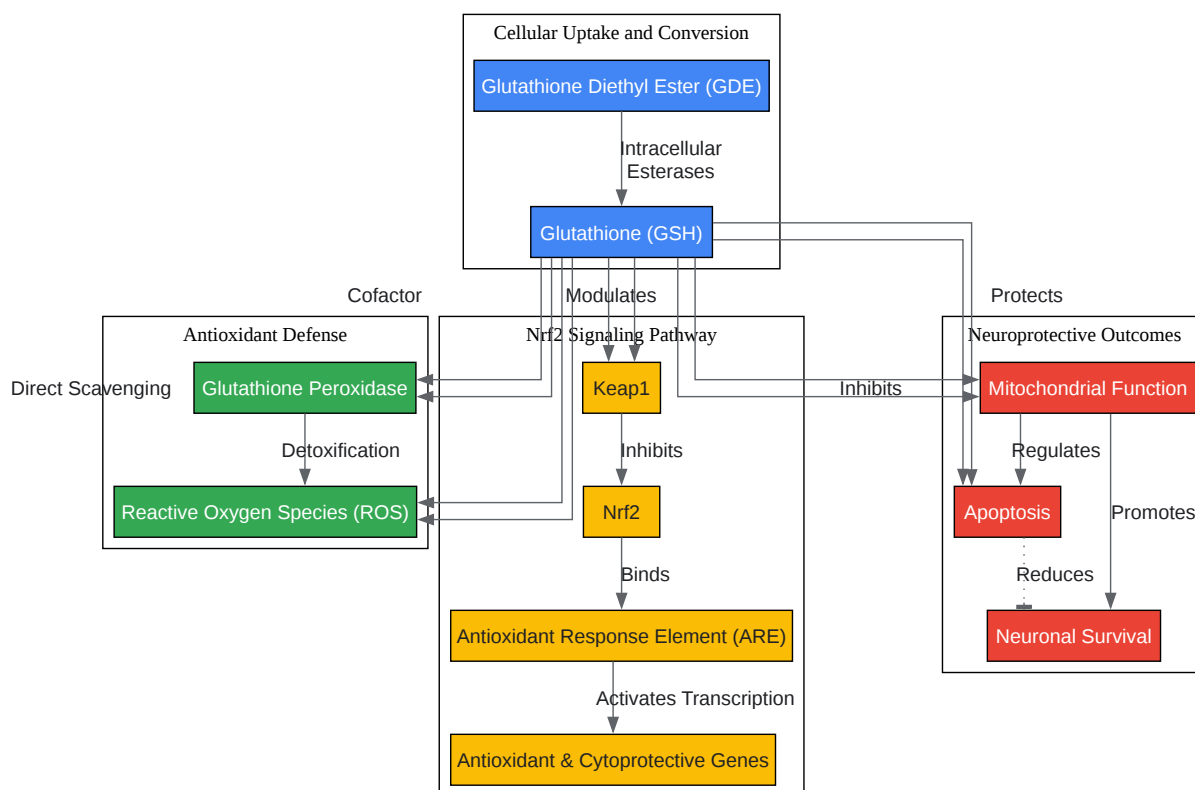 Cellular Uptake and Conversion
Glutathione Diethyl Ester (GDE)
Intracellular
Esterases
Glutathione (GSH)
Cofactor
Modulates
Protects
Antioxidant Defense
Nrf2 Signaling Pathway
Neuroprotective Outcomes
Direct Scavenging
Glutathione Peroxidase
Keap1
Inhibits
Mitochondrial Function
Detoxification
Inhibits
Regulates
Reactive Oxygen Species (ROS)
Nrf2
Apoptosis
Promotes
Binds
Reduces
Antioxidant Response Element (ARE)
Neuronal Survival
Activates Transcription
Antioxidant & Cytoprotective Genes